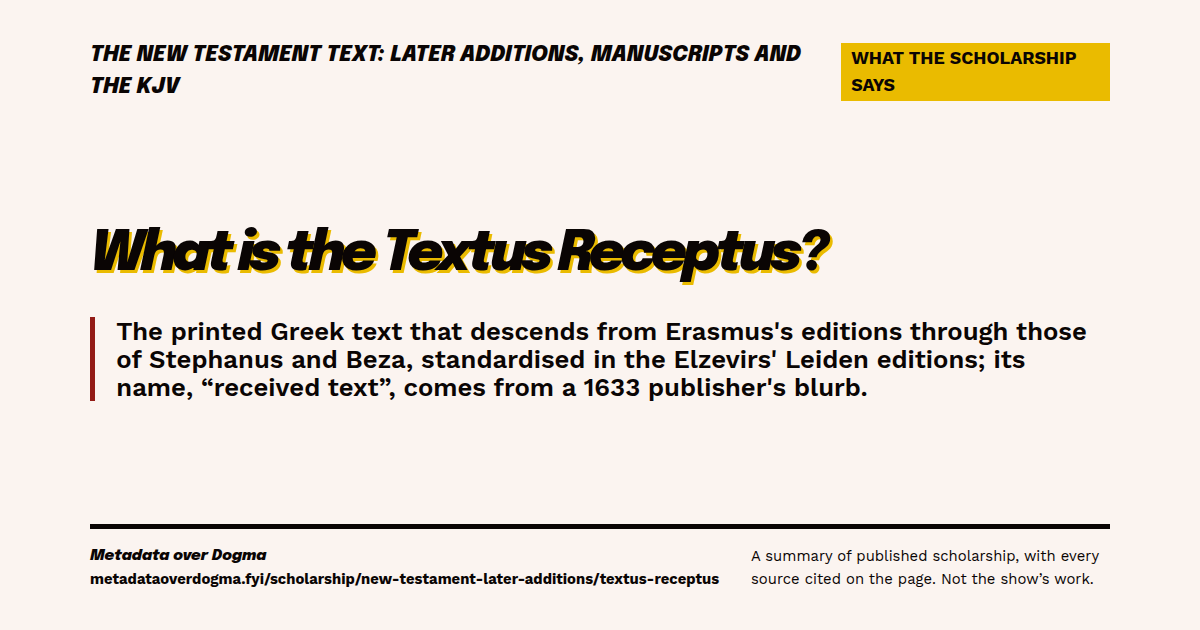 THE NEW TESTAMENT TEXT: LATER ADDITIONS, MANUSCRIPTS AND
THE KJV
WHAT THE SCHOLARSHIP
SAYS
What is the Textus Receptus?
The printed Greek text that descends from Erasmus's editions through those
of Stephanus and Beza, standardised in the Elzevirs' Leiden editions; its
name, “received text”, comes from a 1633 publisher's blurb.
Metadata over Dogma
metadataoverdogma.fyi/scholarship/new-testament-later-additions/textus-receptus
A summary of published scholarship, with every
source cited on the page. Not the show’s work.